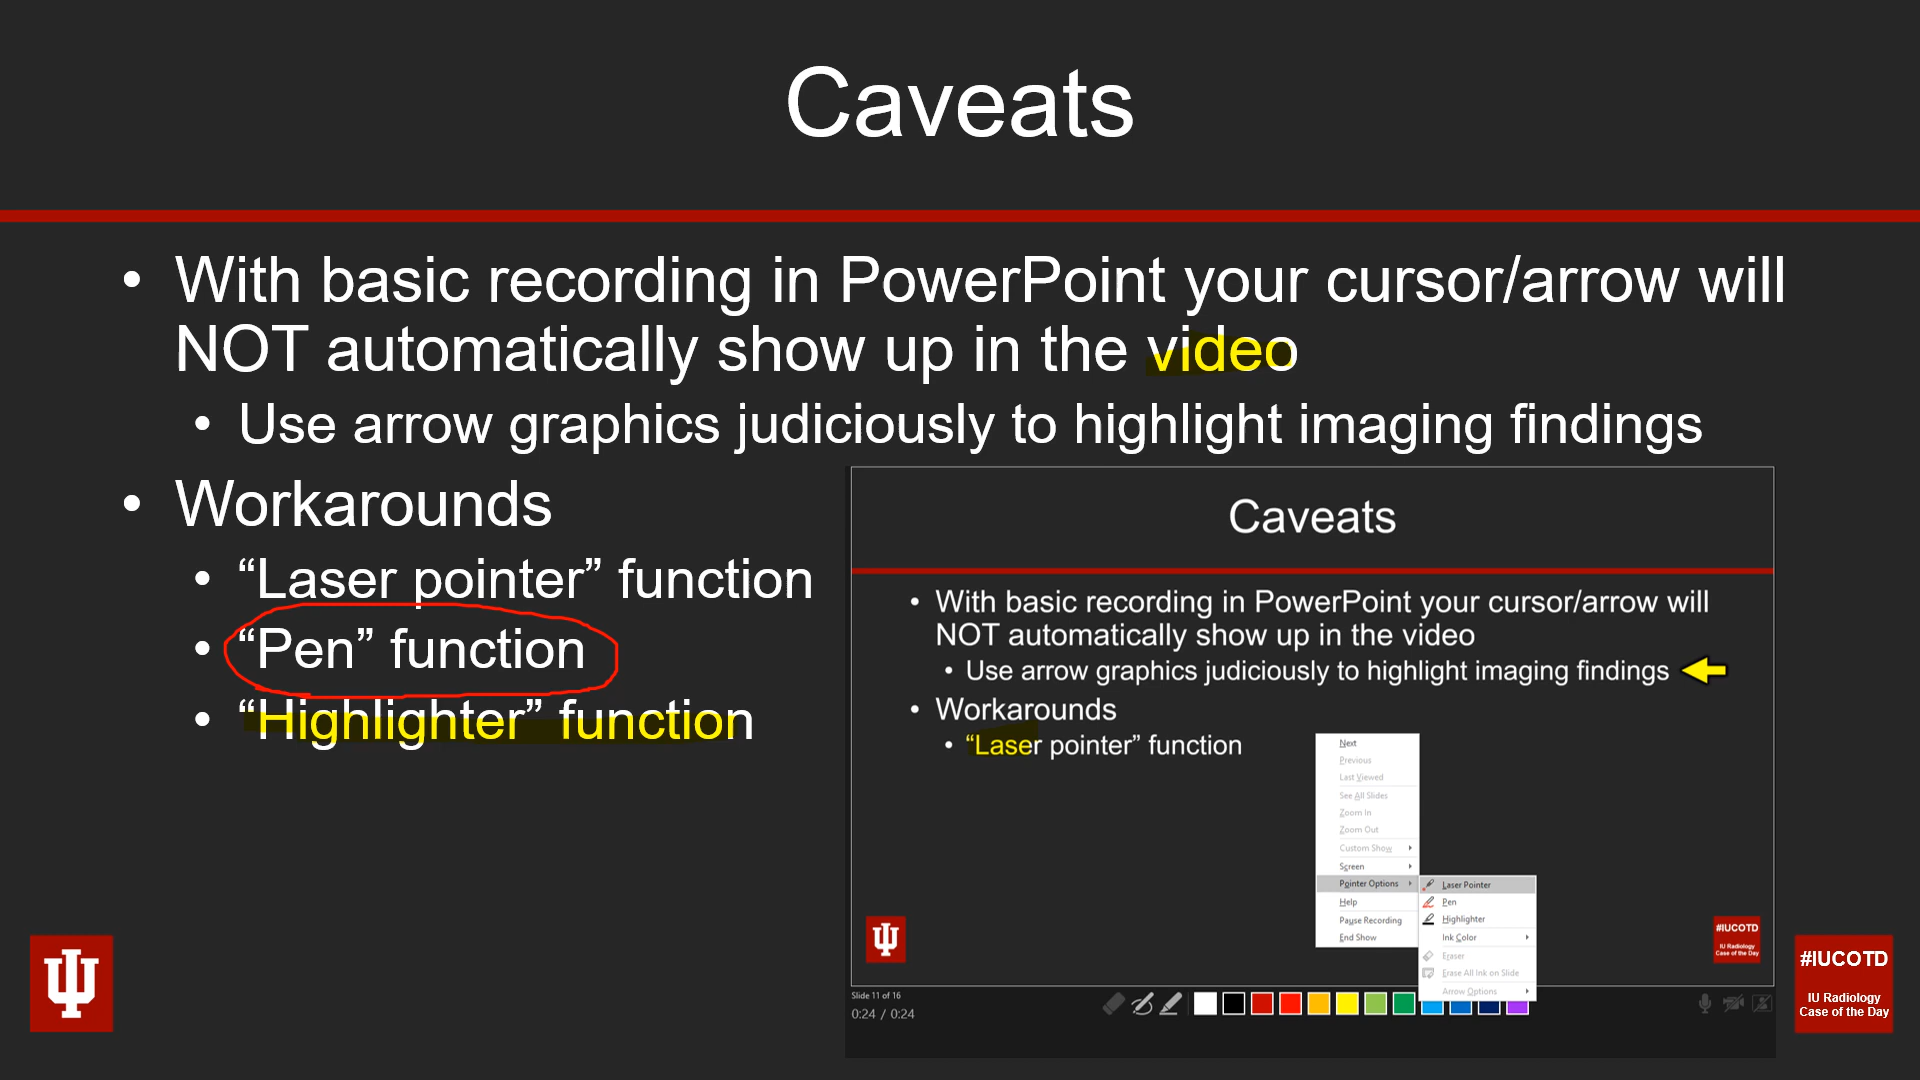 Caveats
• With basic recording in PowerPoint your cursor/arrow will
NOT automatically show up in the video
• Use arrow graphics judiciously to highlight imaging findings
• Workarounds
• “Laser pointer” function
• “Pen” function
• “Highlighter” function
Caveats
• With basic recording in PowerPoint your cursor/arrow will
NOT automatically show up in the video
• Use arrow graphics judiciously to highlight imaging findings
• Workarounds
• “Laser pointer” function
Next
Previous
Last Viewed
See All Slides
Zoom In
Zoom Out
Custom Show
Screen
Pointer Options
Help
Pause Recording
End Show
Laser Pointer
Pen
Highlighter
Ink Color
Eraser
Erase All Ink on Slide
Arrow Options
#IUCOTD
IU Radiology
Case of the Day
Slide 11 of 16
0:24 / 0:24
#IUCOTD
IU Radiology
Case of the Day